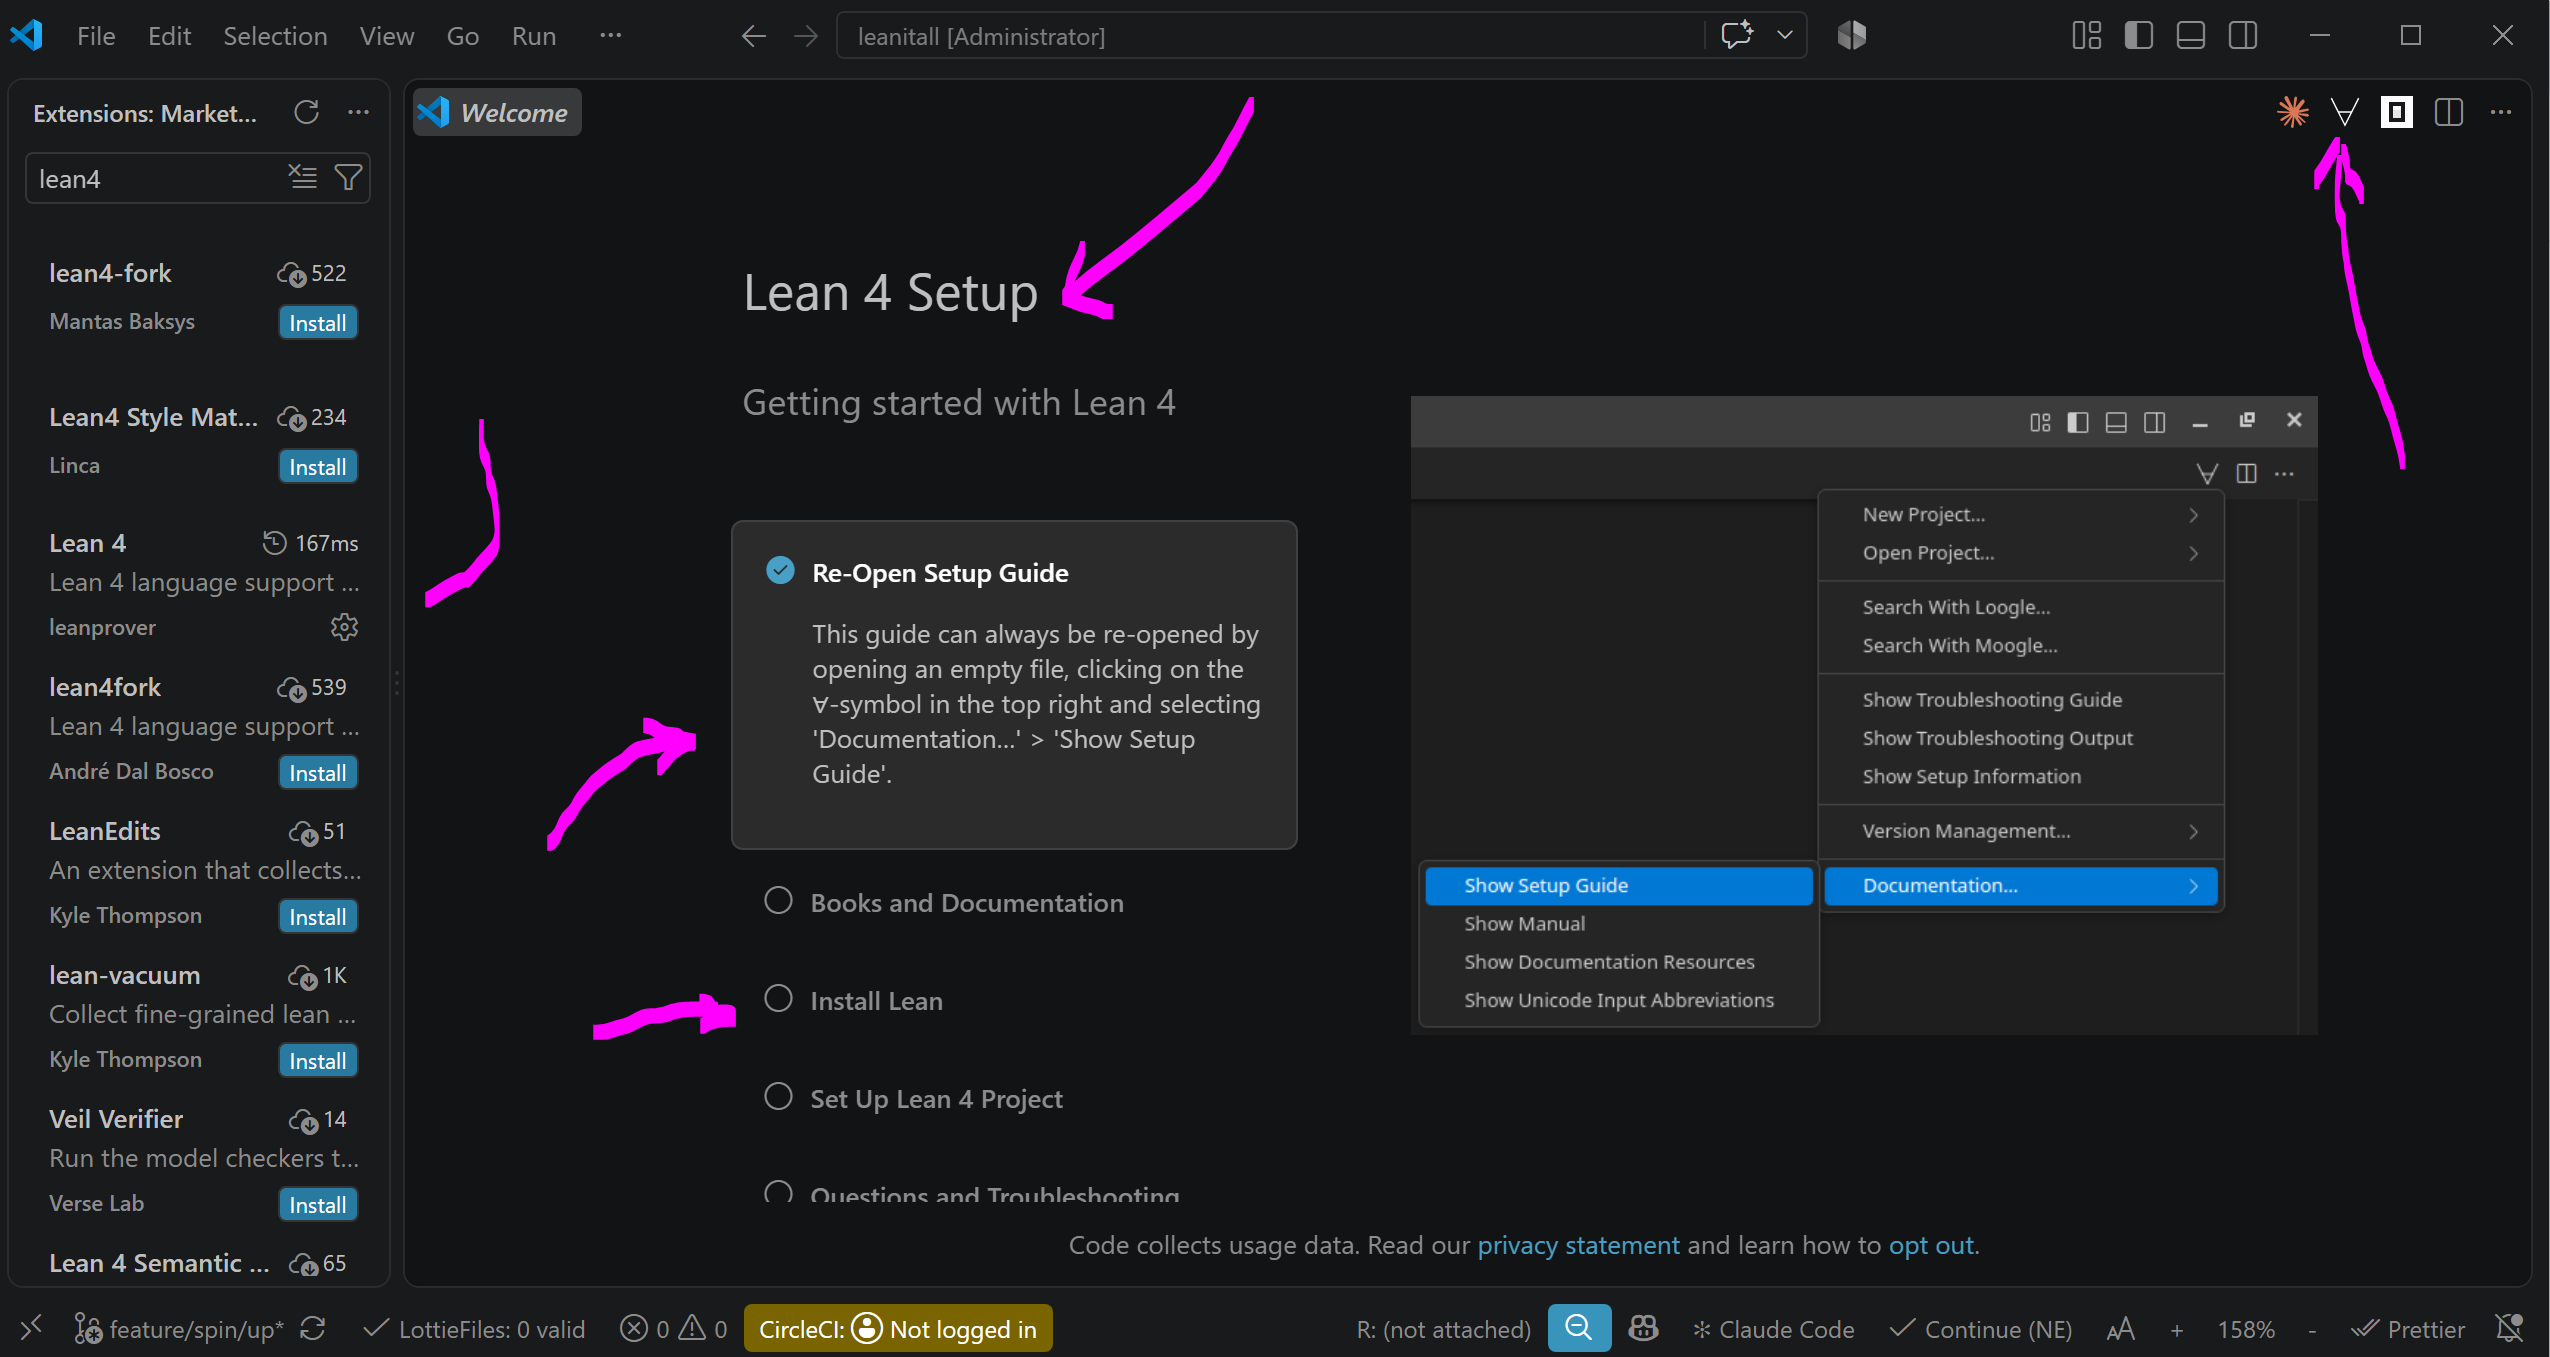 File Edit Selection View Go Run ···
leanitall [Administrator]
Extensions: Market...
lean4
lean4-fork 522
Mantas Baksys Install
Lean4 Style Mat... 234
Linca Install
Lean 4 167ms
Lean 4 language support ...
leanprover
lean4fork 539
Lean 4 language support ...
André Dal Bosco Install
LeanEdits 51
An extension that collects...
Kyle Thompson Install
lean-vacuum 1K
Collect fine-grained lean ...
Kyle Thompson Install
Veil Verifier 14
Run the model checkers t...
Verse Lab Install
Lean 4 Semantic ... 65
Welcome
Lean 4 Setup
Getting started with Lean 4
Re-Open Setup Guide
This guide can always be re-opened by
opening an empty file, clicking on the
∀-symbol in the top right and selecting
'Documentation...' > 'Show Setup
Guide'.
Books and Documentation
Install Lean
Set Up Lean 4 Project
Questions and Troubleshooting
New Project...
Open Project...
Search With Loogle...
Search With Moogle...
Show Troubleshooting Guide
Show Troubleshooting Output
Show Setup Information
Version Management...
Documentation...
Show Setup Guide
Show Manual
Show Documentation Resources
Show Unicode Input Abbreviations
Code collects usage data. Read our privacy statement and learn how to opt out.
feature/spin/up* LottieFiles: 0 valid 0 0 CircleCI: Not logged in R: (not attached) Claude Code Continue (NE) AA + 158% - Prettier